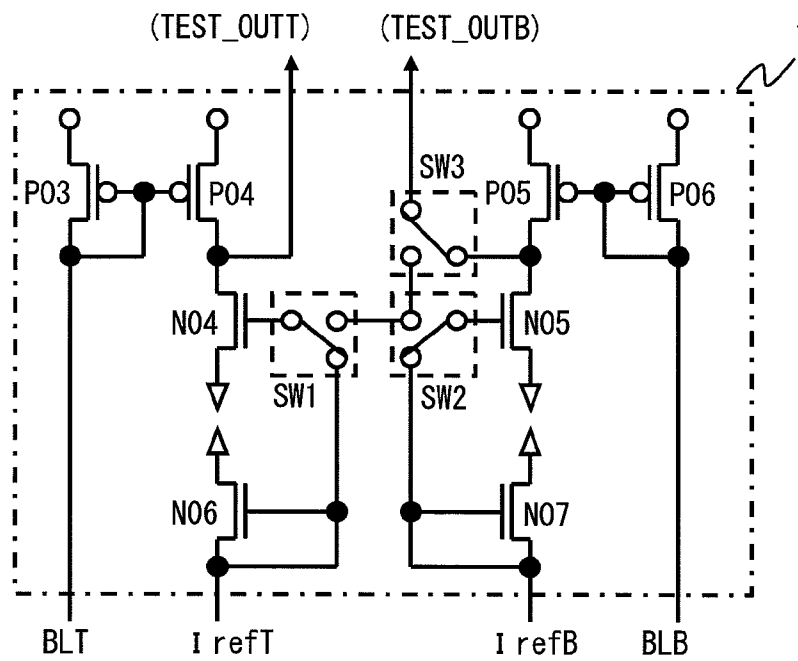 (TEST_OUTT) (TEST_OUTB)
SW3
P03 P04 P05 P06
N04 N05
SW1 SW2
N06 N07
BLT I refT I refB BLB